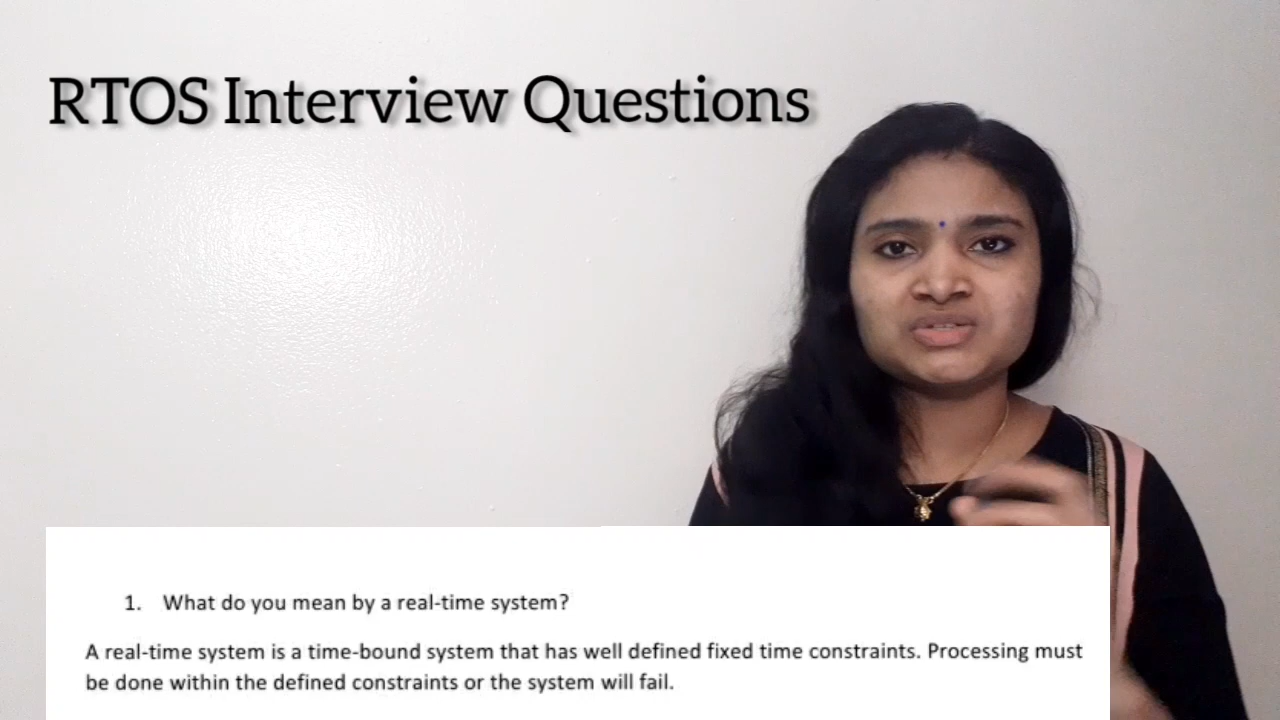 RTOS Interview Questions
1. What do you mean by a real-time system?
A real-time system is a time-bound system that has well defined fixed time constraints. Processing must
be done within the defined constraints or the system will fail.